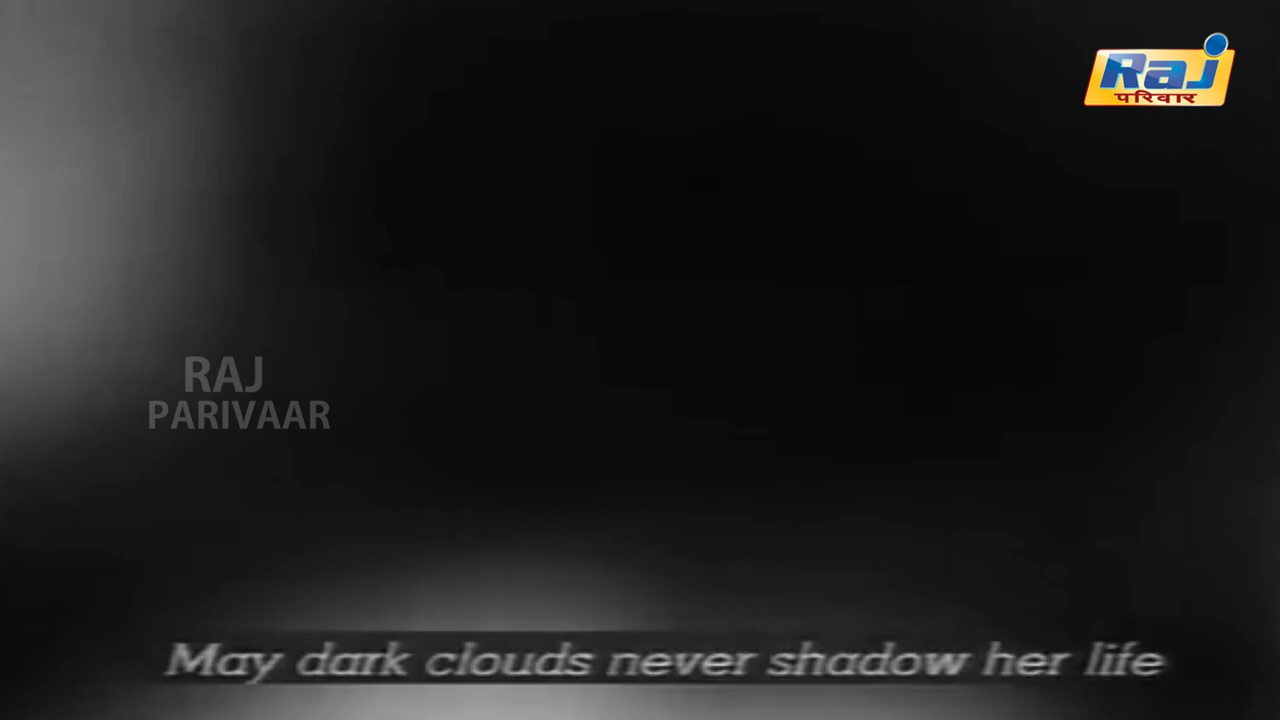 Raj
परिवार
RAJ
PARIVAAR
May dark clouds never shadow her life